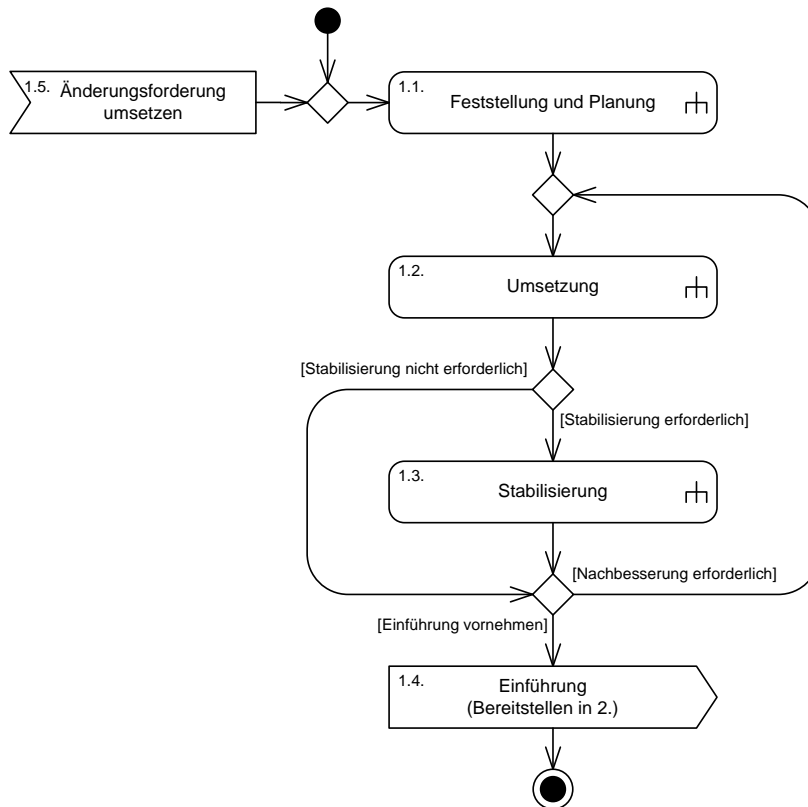 1.5. Änderungsforderung
umsetzen
1.1.
Feststellung und Planung
1.2.
Umsetzung
[Stabilisierung nicht erforderlich]
[Stabilisierung erforderlich]
1.3.
Stabilisierung
[Nachbesserung erforderlich]
[Einführung vornehmen]
1.4.
Einführung
(Bereitstellen in 2.)